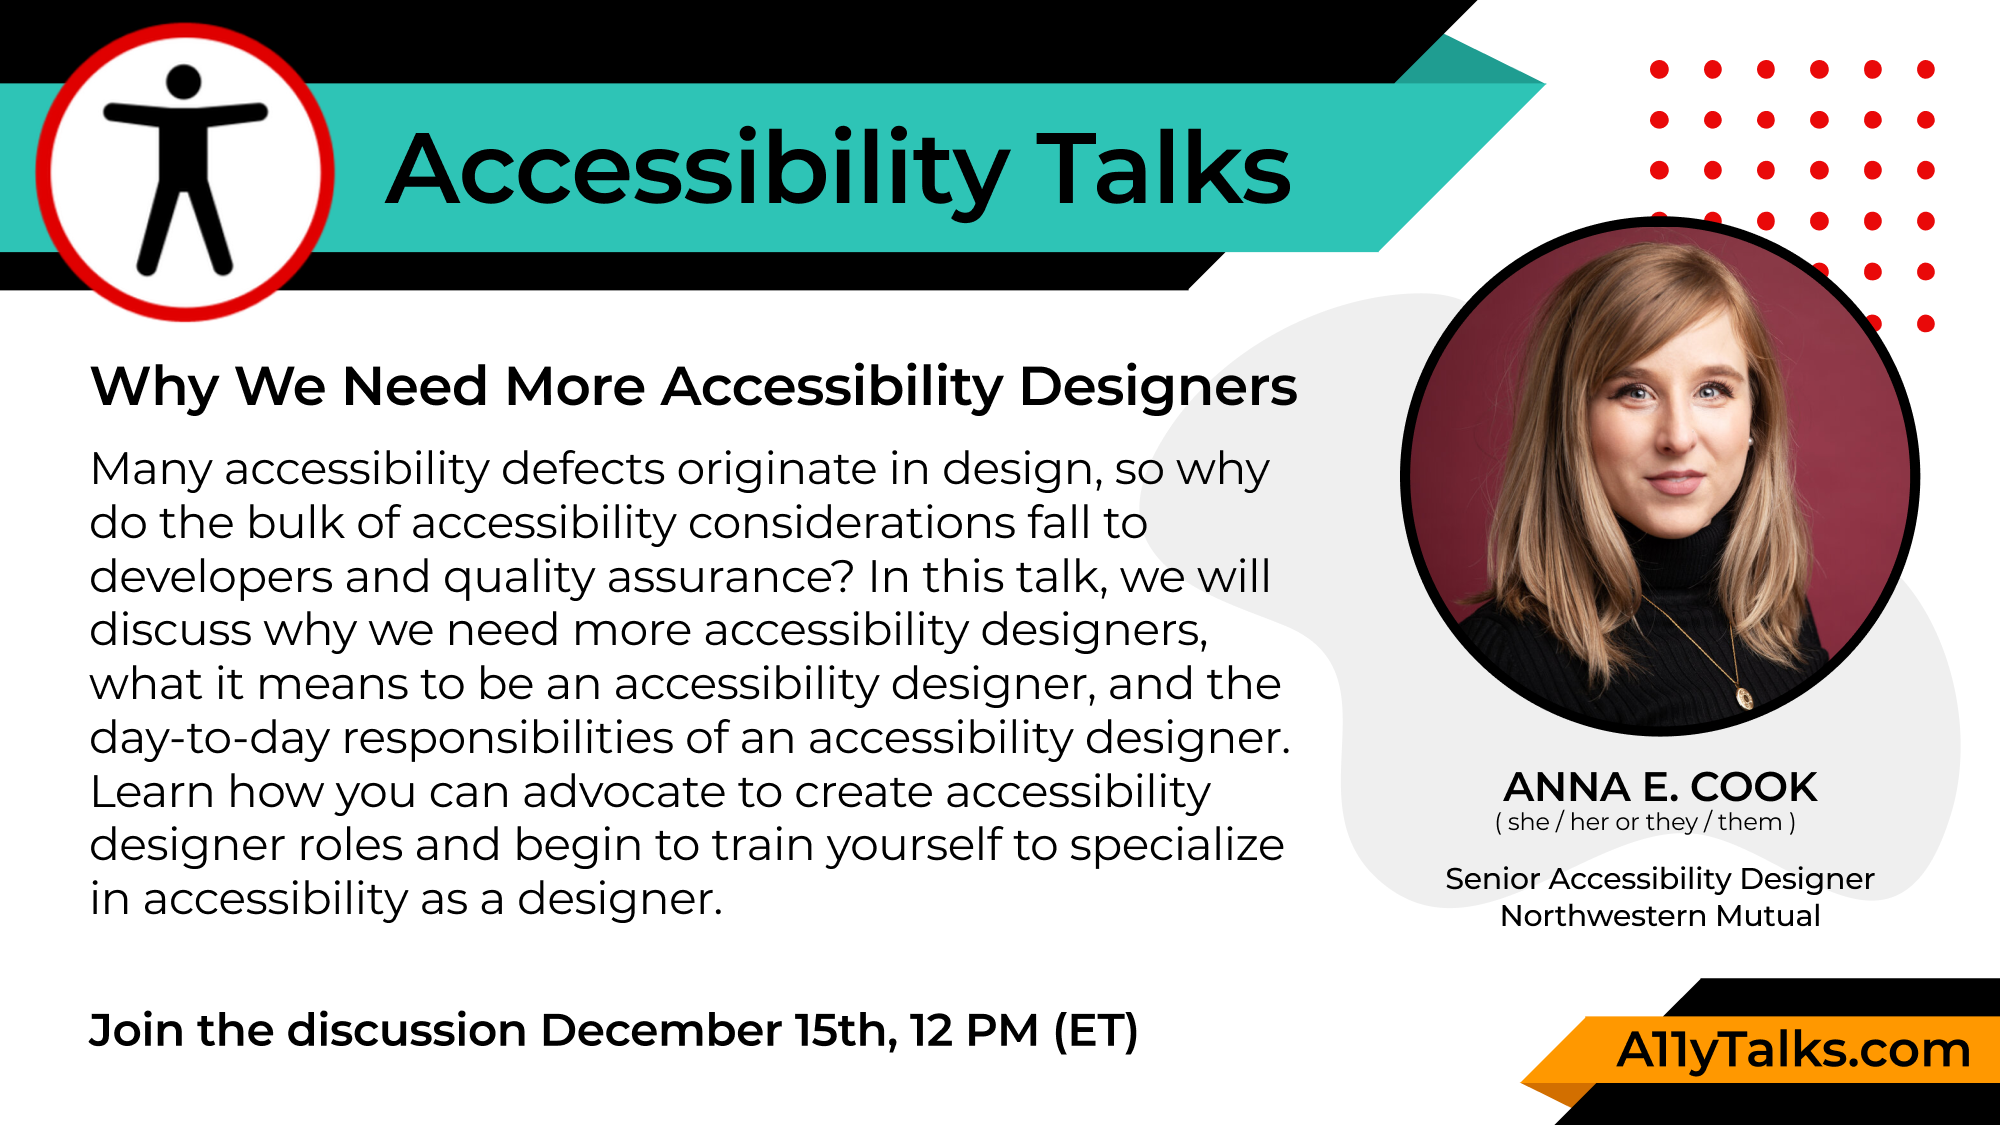 Accessibility Talks
Why We Need More Accessibility Designers
Many accessibility defects originate in design, so why
do the bulk of accessibility considerations fall to
developers and quality assurance? In this talk, we will
discuss why we need more accessibility designers,
what it means to be an accessibility designer, and the
day-to-day responsibilities of an accessibility designer.
Learn how you can advocate to create accessibility
designer roles and begin to train yourself to specialize
in accessibility as a designer.
Join the discussion December 15th, 12 PM (ET)
ANNA E. COOK
( she / her or they / them )
Senior Accessibility Designer
Northwestern Mutual
A11yTalks.com